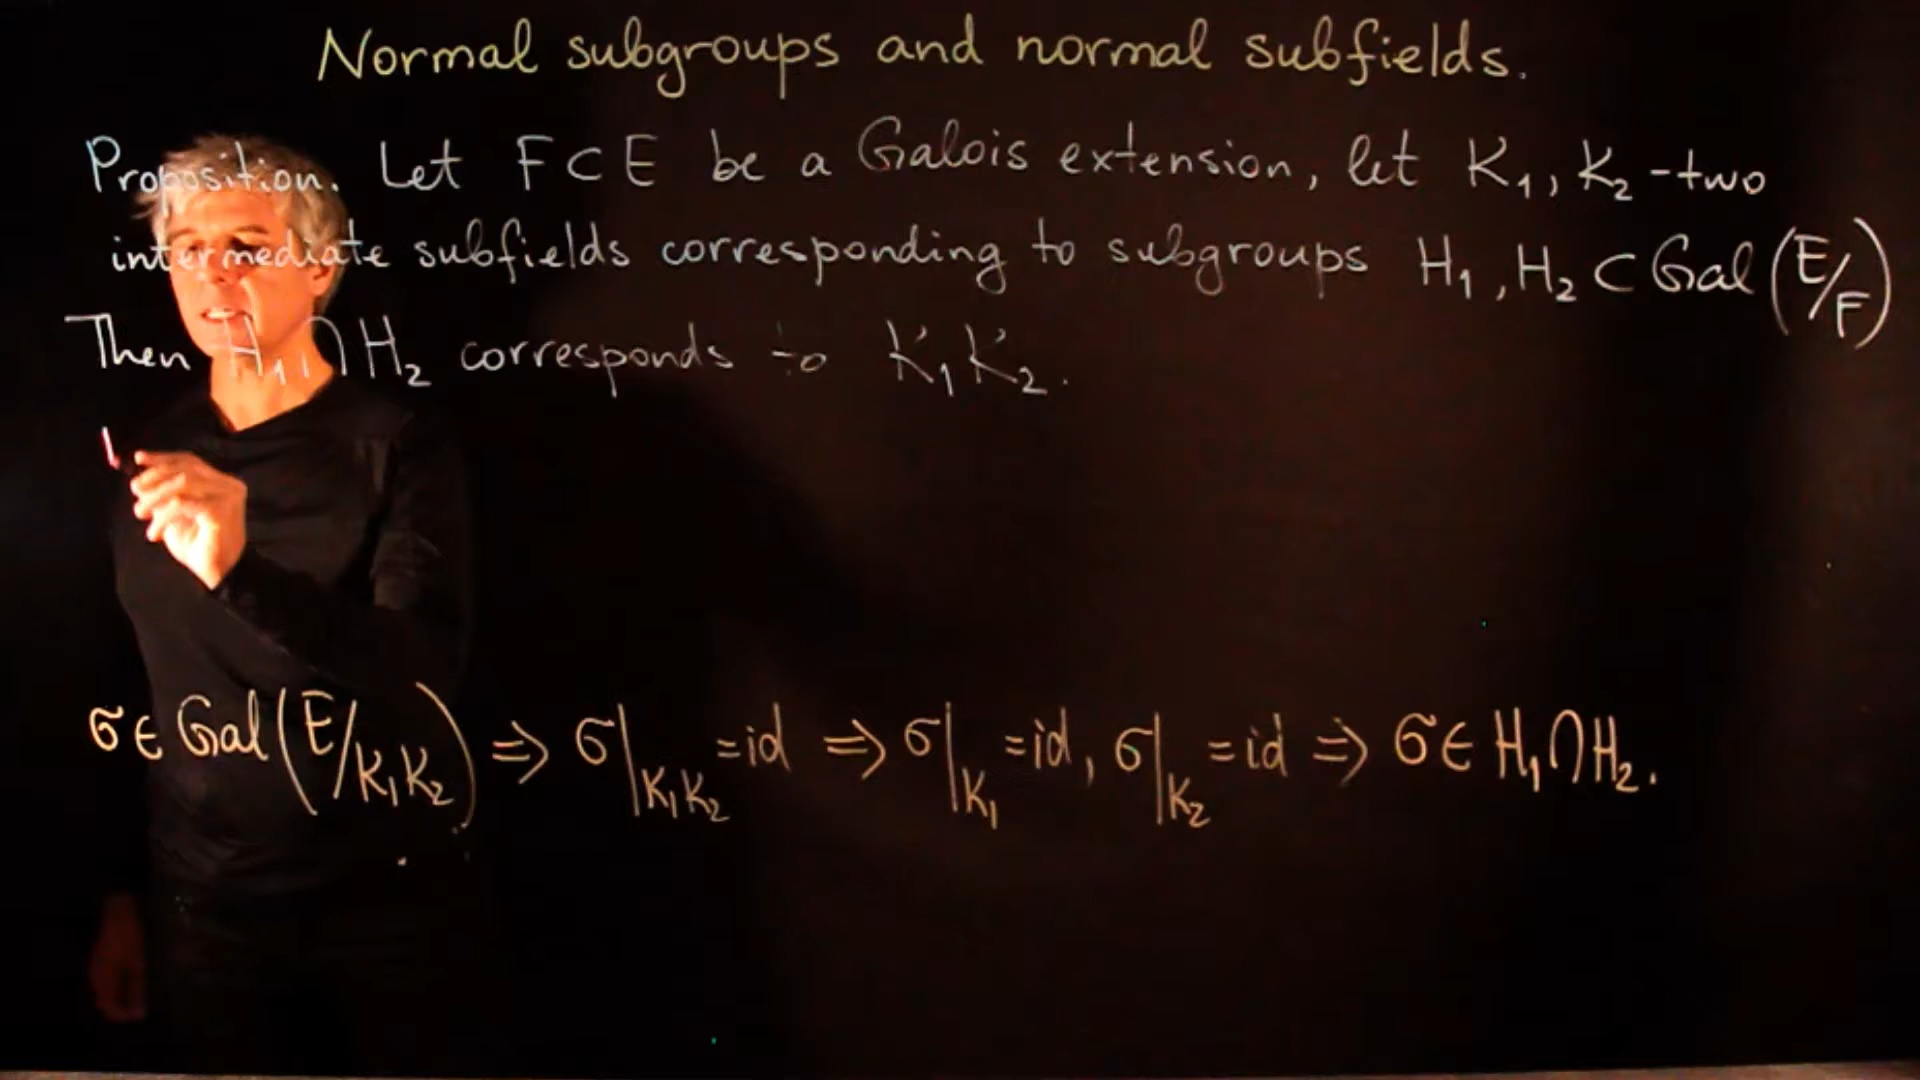 Normal subgroups and normal subfields.
Proposition. Let F⊂E be a Galois extension, let K₁, K₂ - two
intermediate subfields corresponding to subgroups H₁, H₂ ⊂ Gal(E/F)
Then H₁∩H₂ corresponds to K₁K₂.
σ∈Gal(E/K₁K₂) ⇒ σ|K₁K₂ = id ⇒ σ|K₁ = id, σ|K₂ = id ⇒ σ∈H₁∩H₂.